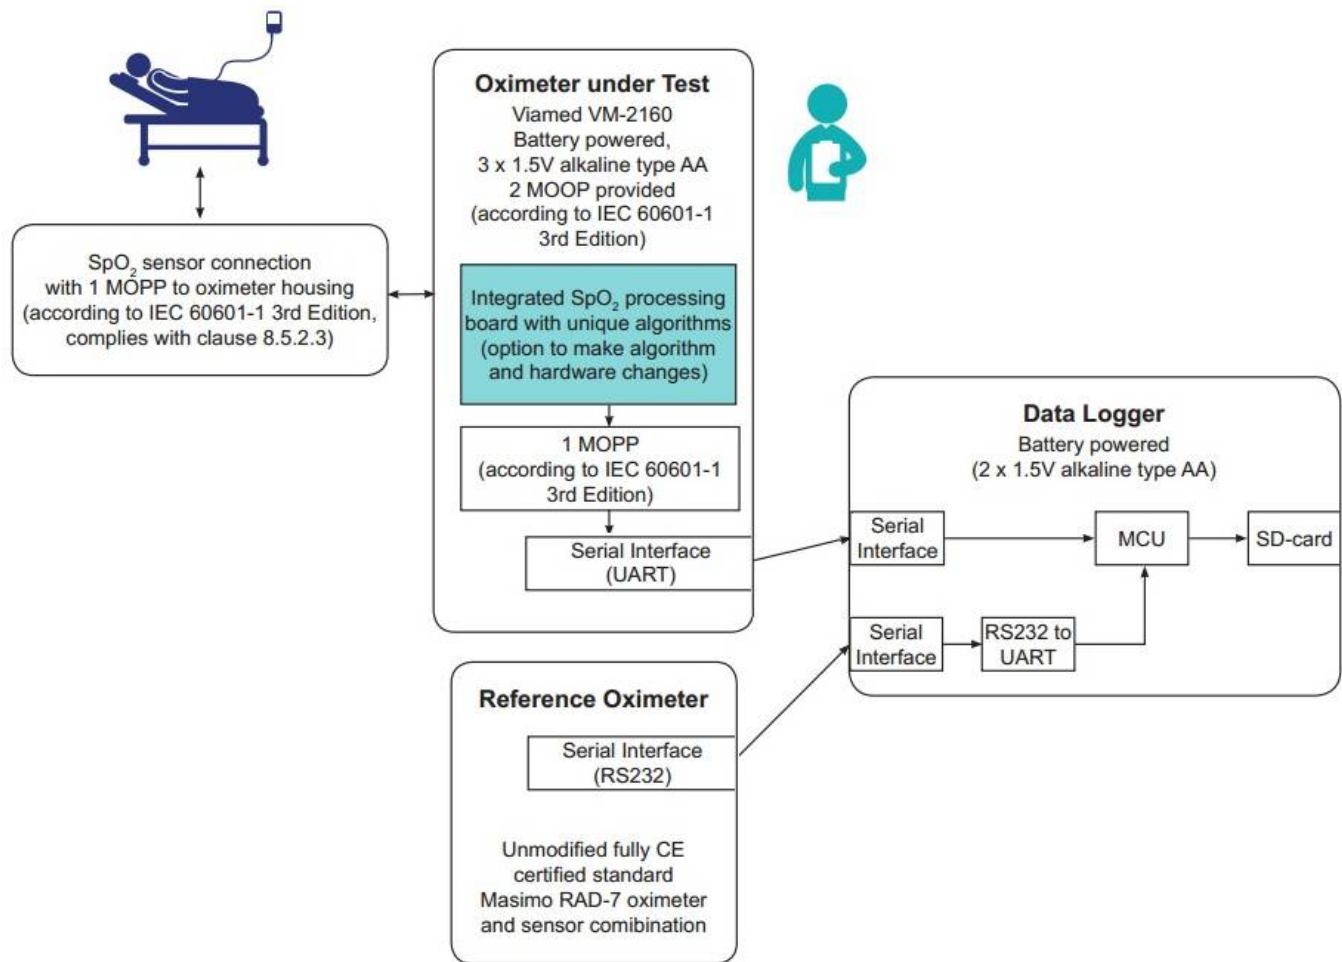 Oximeter under Test
Viamed VM-2160
Battery powered,
3 x 1.5V alkaline type AA
2 MOOP provided
(according to IEC 60601-1
3rd Edition)
SpO₂ sensor connection
with 1 MOPP to oximeter housing
(according to IEC 60601-1 3rd Edition,
complies with clause 8.5.2.3)
Integrated SpO₂ processing
board with unique algorithms
(option to make algorithm
and hardware changes)
1 MOPP
(according to IEC 60601-1
3rd Edition)
Serial Interface
(UART)
Data Logger
Battery powered
(2 x 1.5V alkaline type AA)
Serial
Interface
MCU
SD-card
Serial
Interface
RS232 to
UART
Reference Oximeter
Serial Interface
(RS232)
Unmodified fully CE
certified standard
Masimo RAD-7 oximeter
and sensor combination